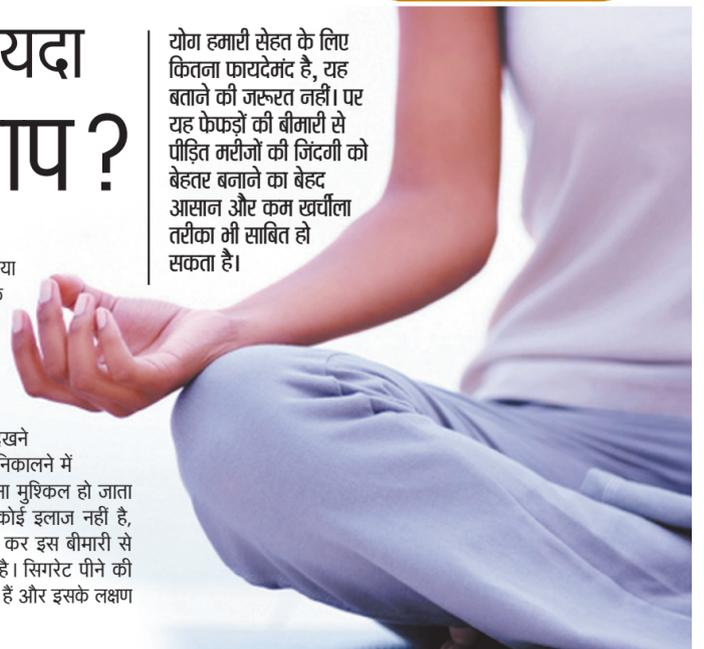 यदा
ाप?
योग हमारी सेहत के लिए
कितना फायदेमंद है, यह
बताने की जरूरत नहीं। पर
यह फेफड़ों की बीमारी से
पीड़ित मरीजों की जिंदगी को
बेहतर बनाने का बेहद
आसान और कम खर्चीला
तरीका भी साबित हो
सकता है।
या
खने
निकालने में
ना मुश्किल हो जाता
कोई इलाज नहीं है,
कर इस बीमारी से
है। सिगरेट पीने की
हैं और इसके लक्षण